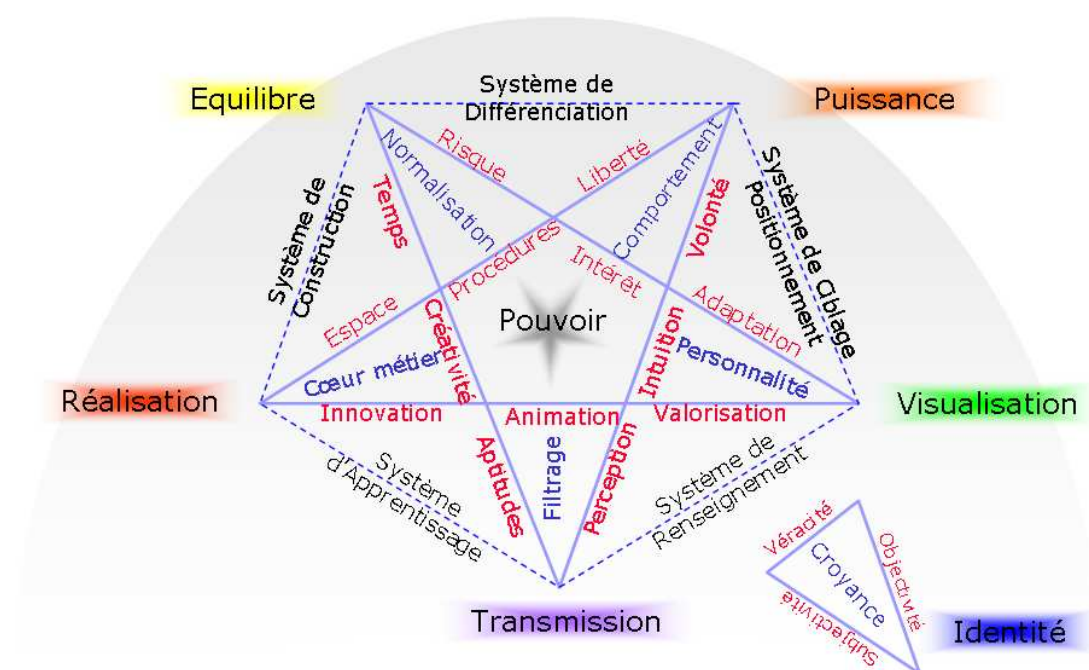 Système de
Différenciation
Equilibre
Puissance
Normalisation
Risque
Liberté
Comportement
Système de
Construction
Temps
Volonté
Système de Ciblage
Positionnement
Procédures
Intérêt
Espace
Créativité
Pouvoir
Intuition
Adaptation
Cœur métier
Personnalité
Réalisation
Innovation
Animation
Valorisation
Visualisation
Système
d'Apprentissage
Aptitudes
Filtrage
Perception
Système de
Renseignement
Véracité
Croyance
Objectivité
Subjectivité
Transmission
Identité